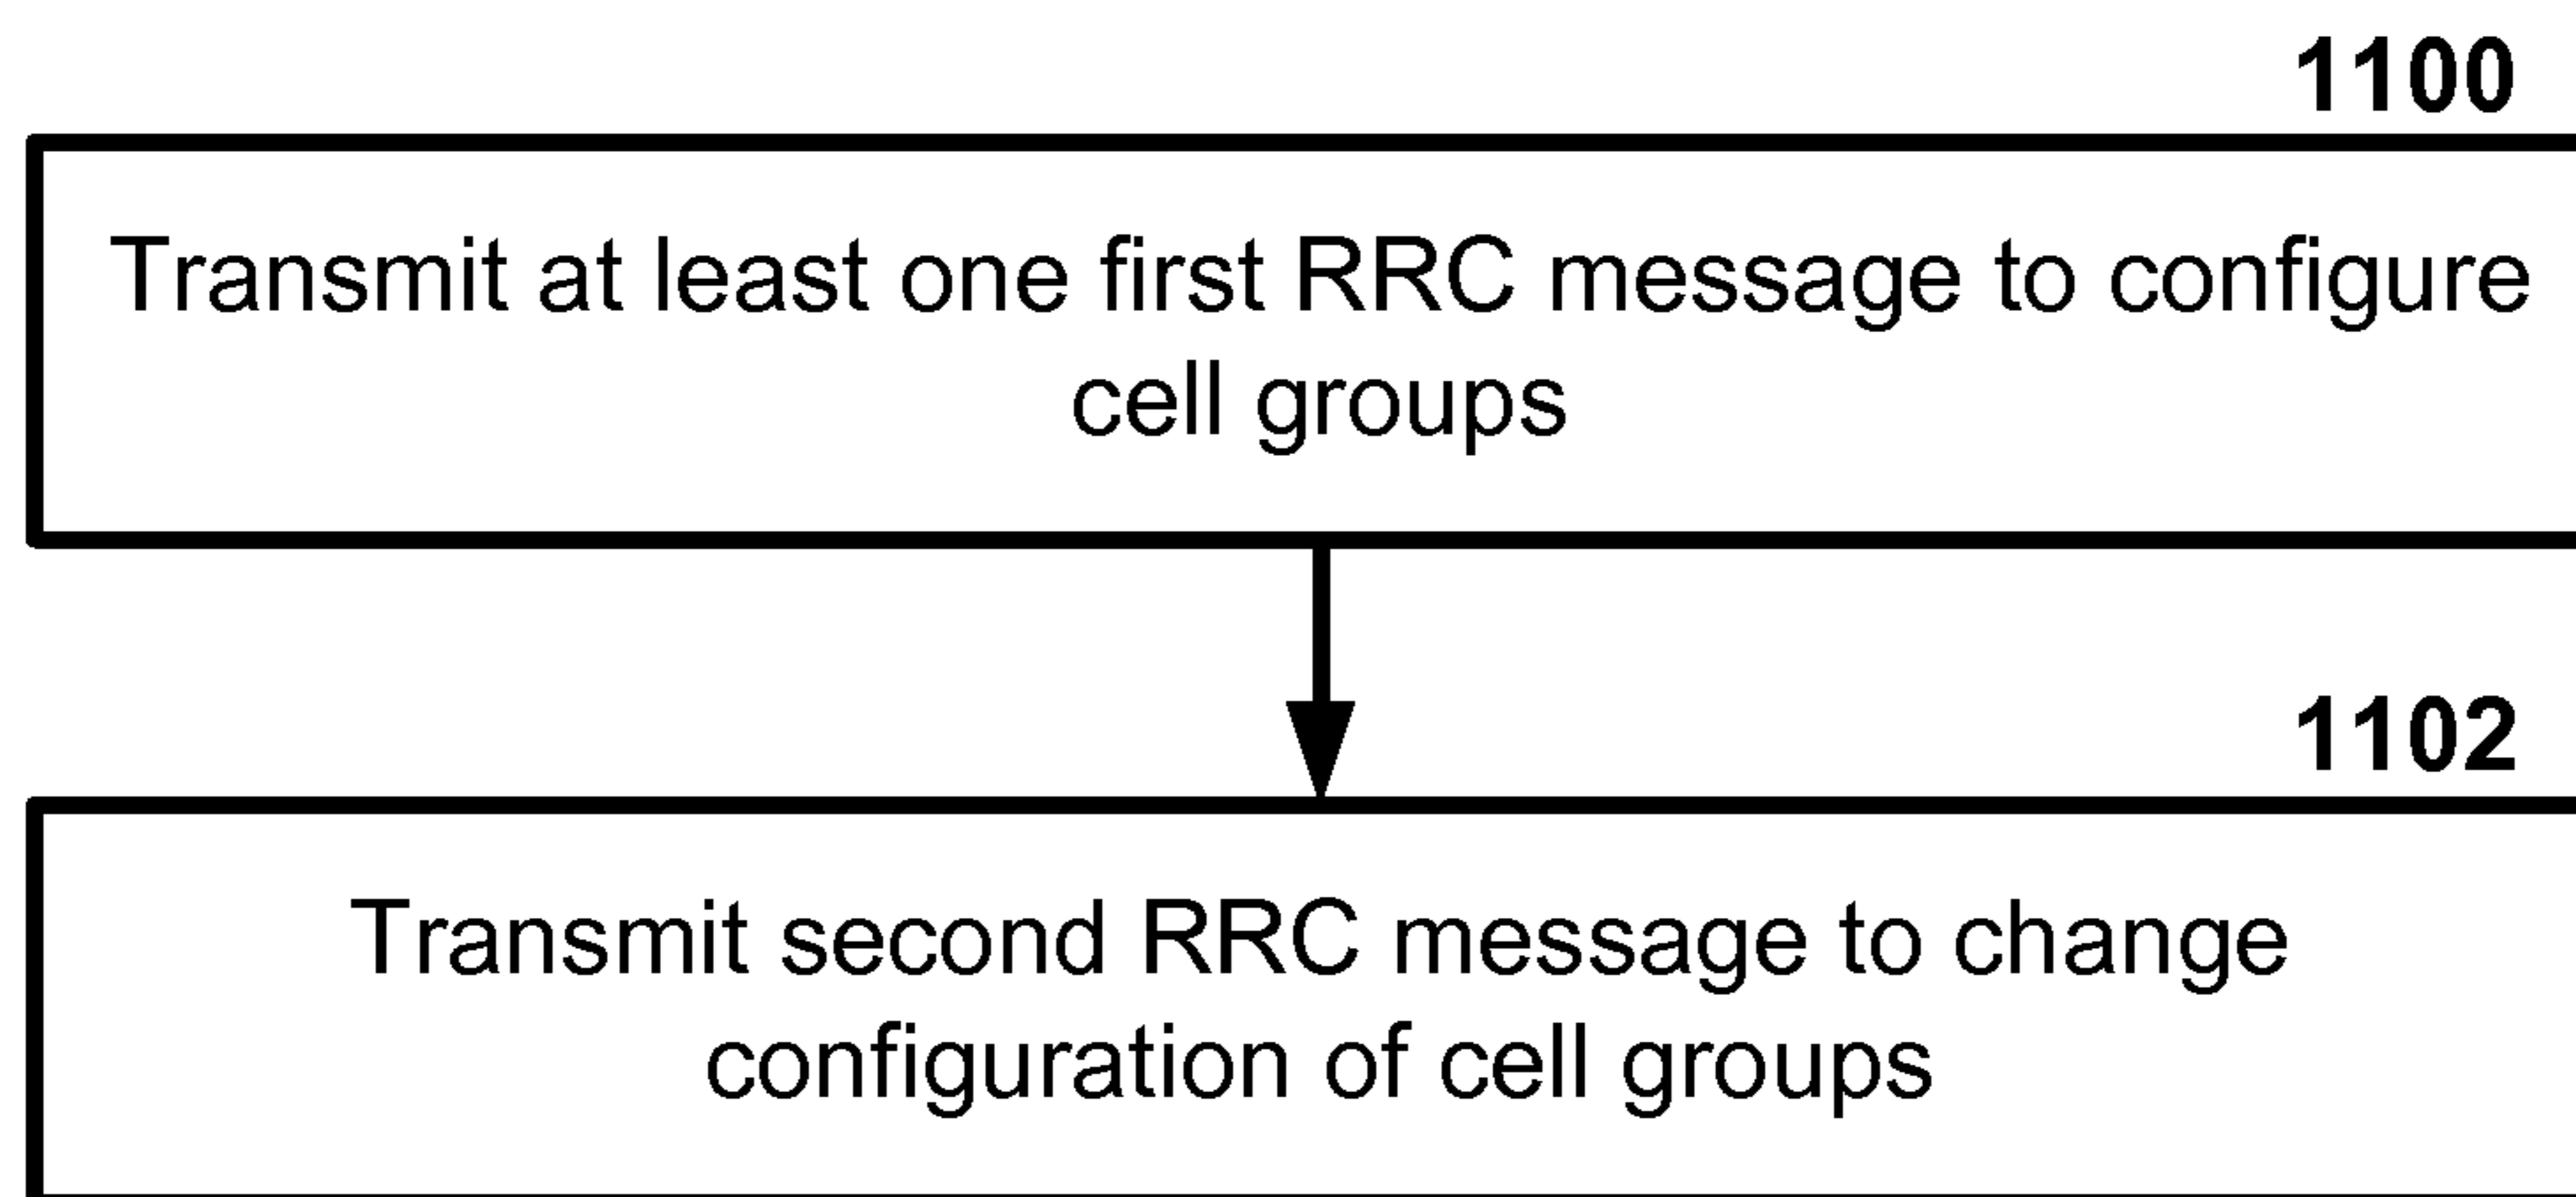 1100
Transmit at least one first RRC message to configure
cell groups
1102
Transmit second RRC message to change
configuration of cell groups